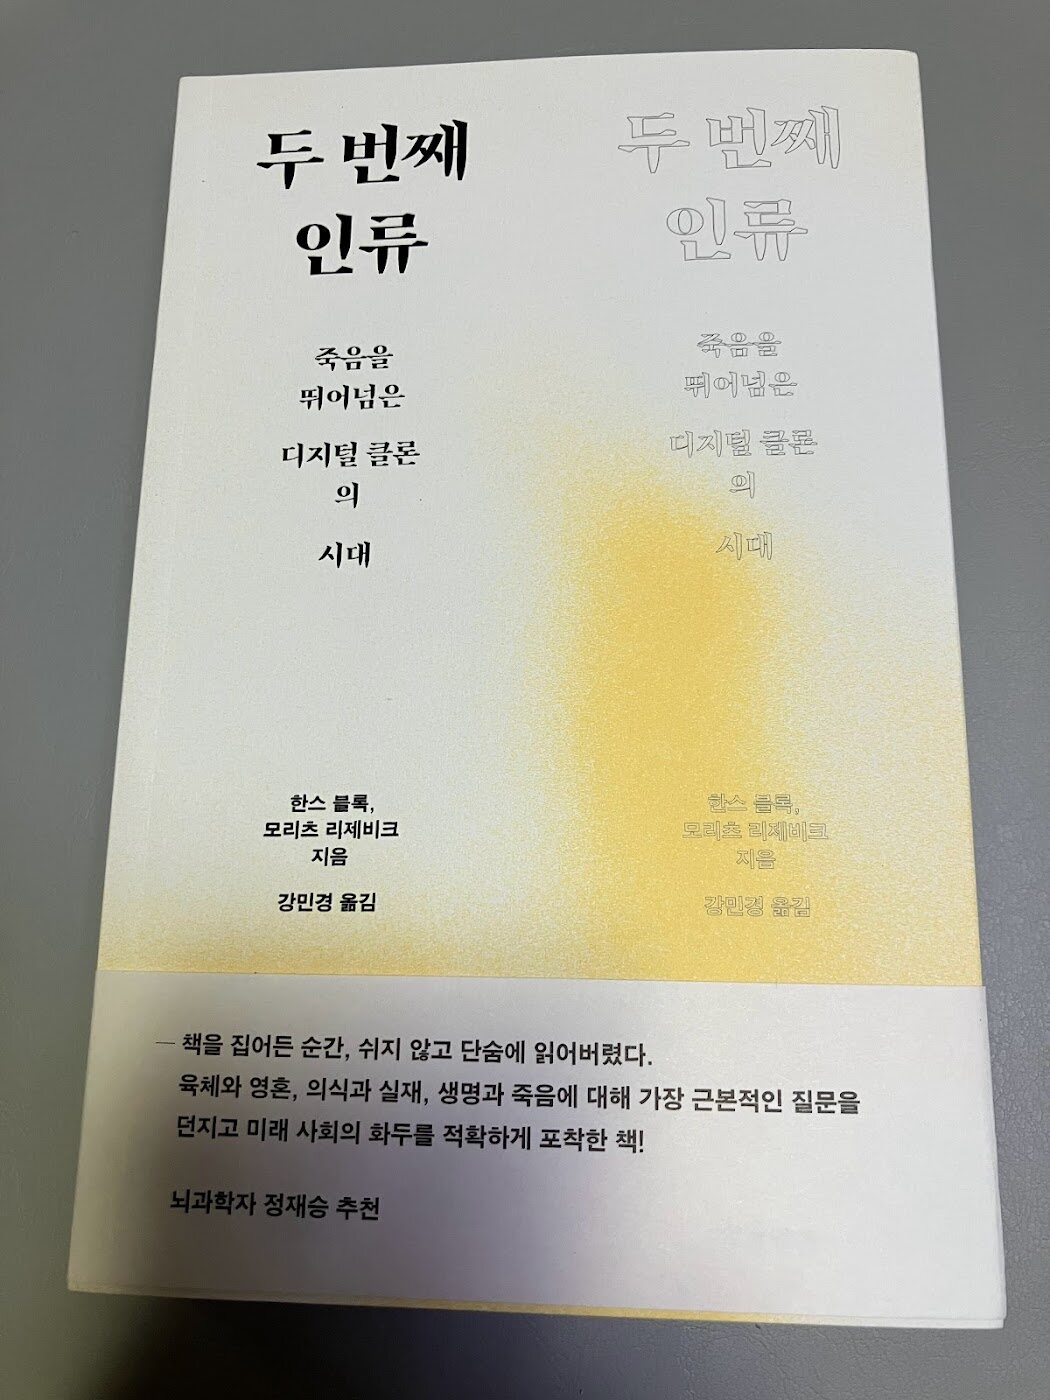 두 번째
인류
죽음을
뛰어넘은
디지털 클론
의
시대
한스 블록,
모리츠 리제비크
지음
강민경 옮김
두 번째
인류
죽음을
뛰어넘은
디지털 클론
의
시대
한스 블록,
모리츠 리제비크
지음
강민경 옮김
— 책을 집어든 순간, 쉬지 않고 단숨에 읽어버렸다.
육체와 영혼, 의식과 실재, 생명과 죽음에 대해 가장 근본적인 질문을
던지고 미래 사회의 화두를 적확하게 포착한 책!
뇌과학자 정재승 추천